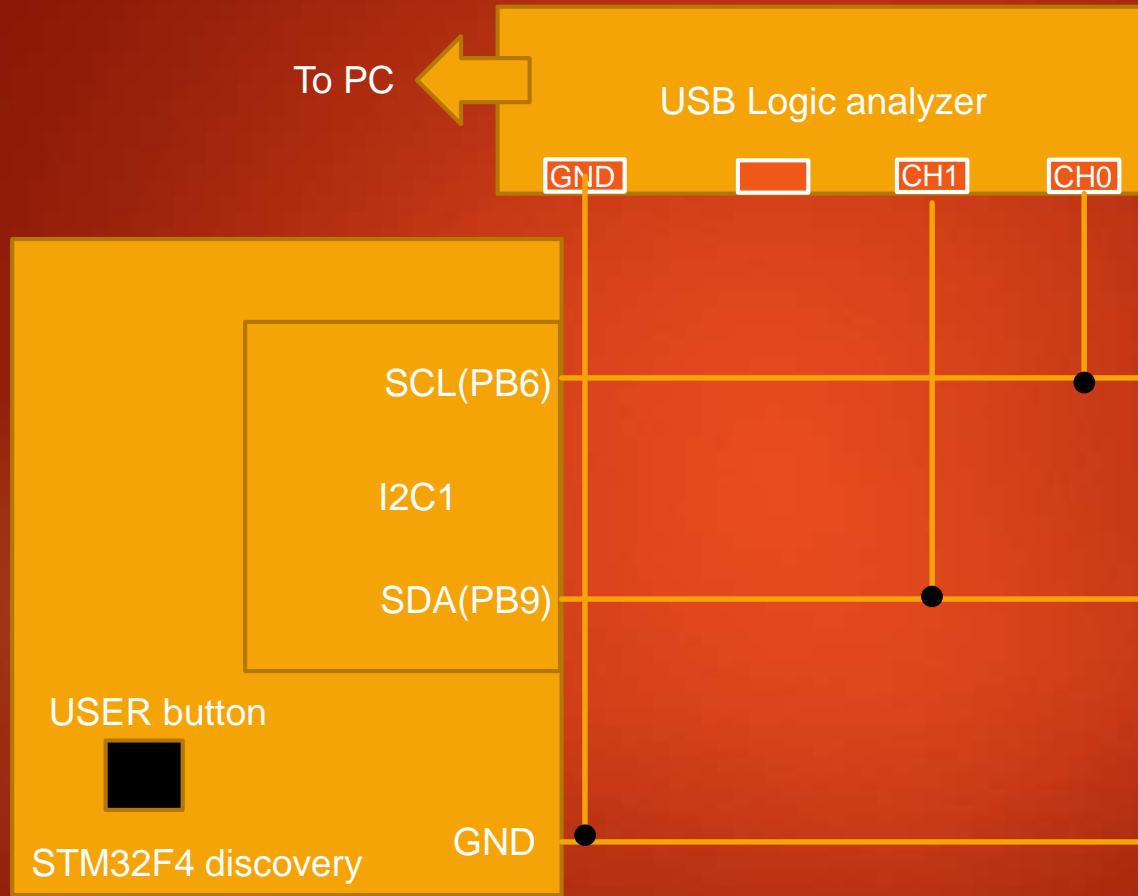 To PC
USB Logic analyzer
GND
CH1
CH0
SCL(PB6)
I2C1
SDA(PB9)
USER button
GND
STM32F4 discovery